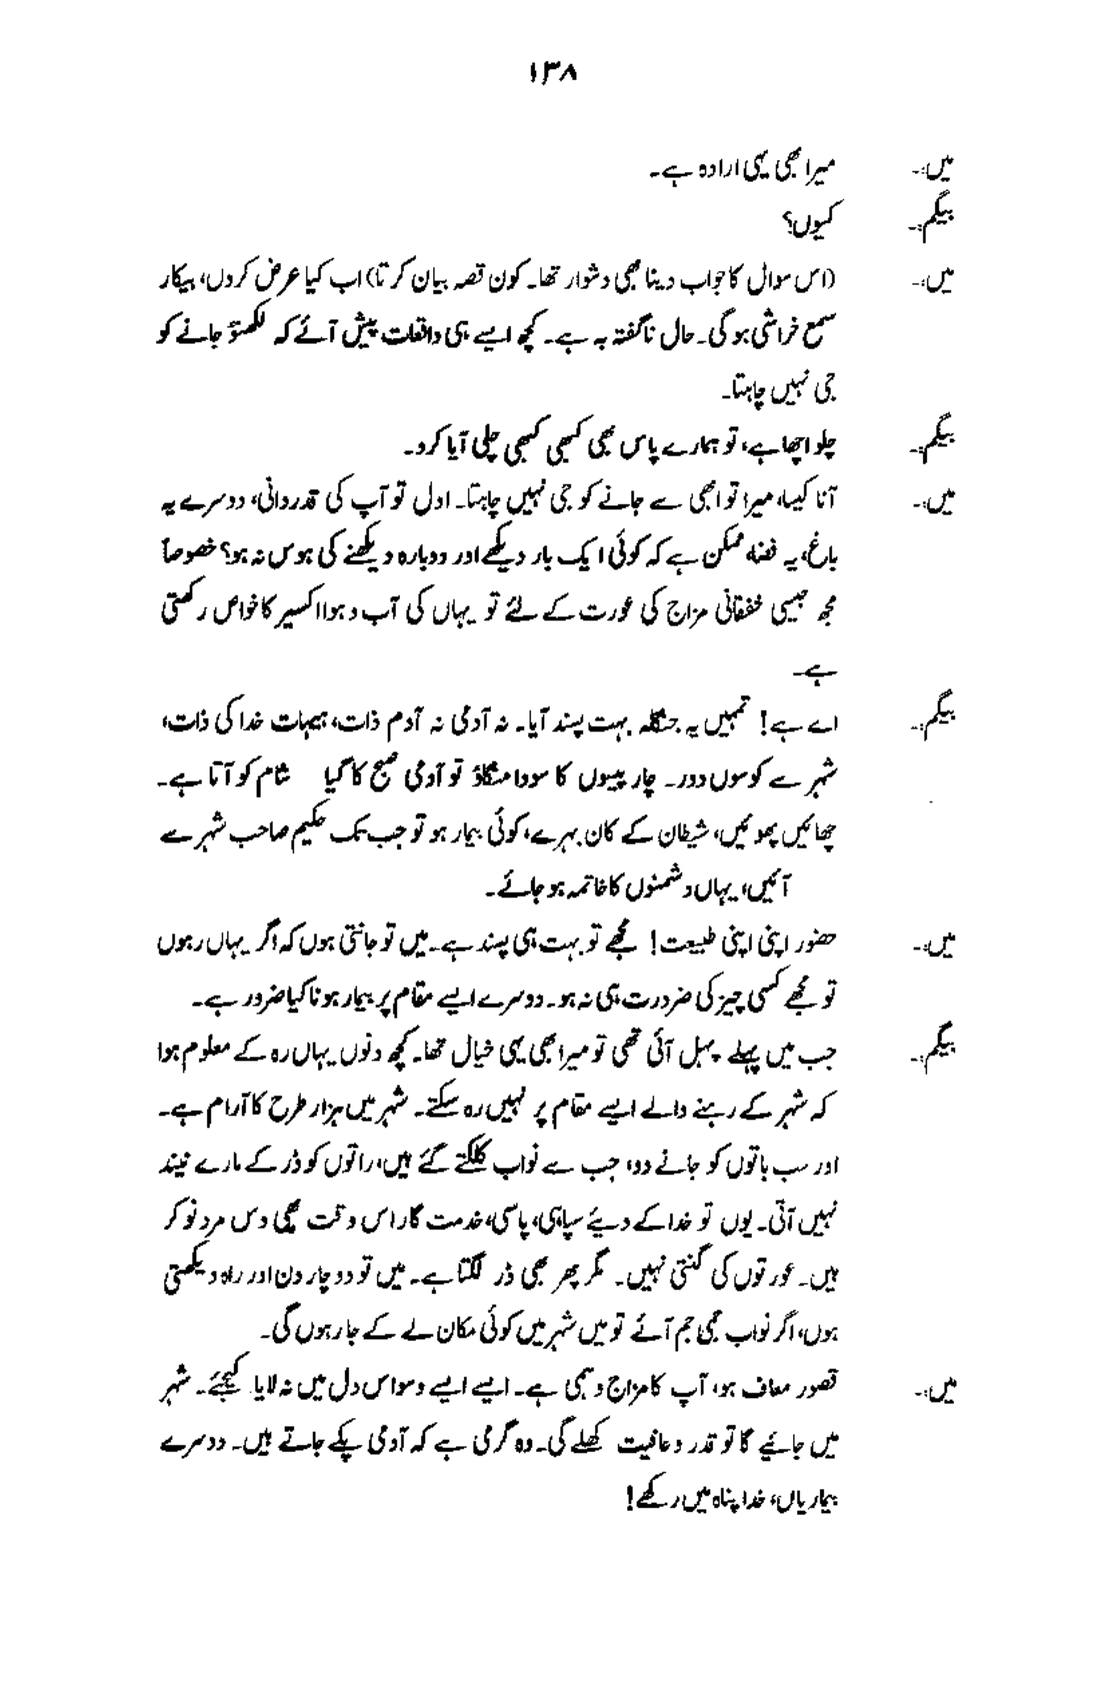 ۱۳۸
میں:۔ میرا بھی یہی ارادہ ہے۔
بیگم:۔ کیوں؟
میں:۔ (اس سوال کا جواب دینا بھی دشوار تھا۔ کون قصہ بیان کرتا) اب کیا عرض کروں، بیکار
سمع خراشی ہوگی۔ حال ناگفتہ بہ ہے۔ کچھ ایسے ہی واقعات پیش آئے کہ لکھنؤ جانے کو
جی نہیں چاہتا۔
بیگم:۔ چلو اچھا ہے، تو ہمارے پاس بھی کبھی کبھی چلی آیا کرو۔
میں:۔ آنا کیسا، میرا تو ابھی سے جانے کو جی نہیں چاہتا۔ اول تو آپ کی قدردانی، دوسرے یہ
باغ، یہ فضا، ممکن ہے کہ کوئی ایک بار دیکھے اور دوبارہ دیکھنے کی ہوس نہ ہو؟ خصوصاً
مجھ جیسی خفقانی مزاج کی عورت کے لئے تو یہاں کی آب و ہوا اکسیر کا خواص رکھتی
ہے۔
بیگم:۔ اے ہے! تمہیں یہ جنگلہ بہت پسند آیا۔ نہ آدمی نہ آدم ذات، ہیہات خدا کی ذات،
شہر سے کوسوں دور۔ چار پیسوں کا سودا منگاؤ تو آدمی صبح کا گیا شام کو آتا ہے۔
چھائیں پھوئیں، شیطان کے کان بہرے، کوئی بیمار ہو تو جب تک حکیم صاحب شہر سے
آئیں، یہاں دشمنوں کا خاتمہ ہو جائے۔
میں:۔ حضور اپنی اپنی طبیعت! مجھے تو بہت ہی پسند ہے۔ میں تو جانتی ہوں کہ اگر یہاں رہوں
تو مجھے کسی چیز کی ضرورت ہی نہ ہو۔ دوسرے ایسے مقام پر بیمار ہونا کیا ضرور ہے۔
بیگم:۔ جب میں پہلے پہل آئی تھی تو میرا بھی یہی خیال تھا۔ کچھ دنوں یہاں رہ کے معلوم ہوا
کہ شہر کے رہنے والے ایسے مقام پر نہیں رہ سکتے۔ شہر میں ہزار طرح کا آرام ہے۔
اور سب باتوں کو جانے دو، جب سے نواب کلکتے گئے ہیں، راتوں کو ڈر کے مارے نیند
نہیں آتی۔ یوں تو خدا کے دیئے سپاہی، پاسی، خدمت گار اس وقت بھی دس مرد نوکر
ہیں۔ عورتوں کی گنتی نہیں۔ مگر پھر بھی ڈر لگتا ہے۔ میں تو دو چار دن اور راہ دیکھتی
ہوں، اگر نواب بھی جم آئے تو میں شہر میں کوئی مکان لے کے جا رہوں گی۔
میں:۔ قصور معاف ہو، آپ کا مزاج وہمی ہے۔ ایسے ایسے وسواس دل میں نہ لایا کیجئے۔ شہر
میں جائیے گا تو قدر و عافیت کھلے گی۔ وہ گرمی ہے کہ آدمی پکے جاتے ہیں۔ دوسرے
بیماریاں، خدا پناہ میں رکھے!